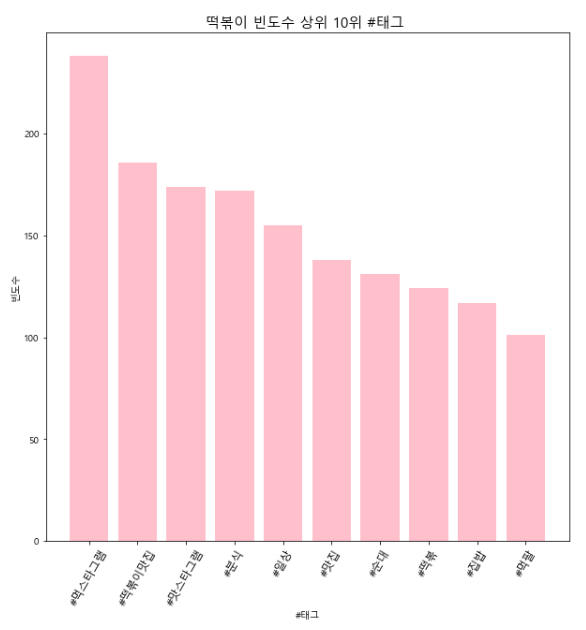 떡볶이 빈도수 상위 10위 #태그
빈도수
200
150
100
50
0
#먹스타그램
#떡볶이맛집
#맛스타그램
#분식
#일상
#맛집
#순대
#떡볶
#집밥
#먹팔
#태그